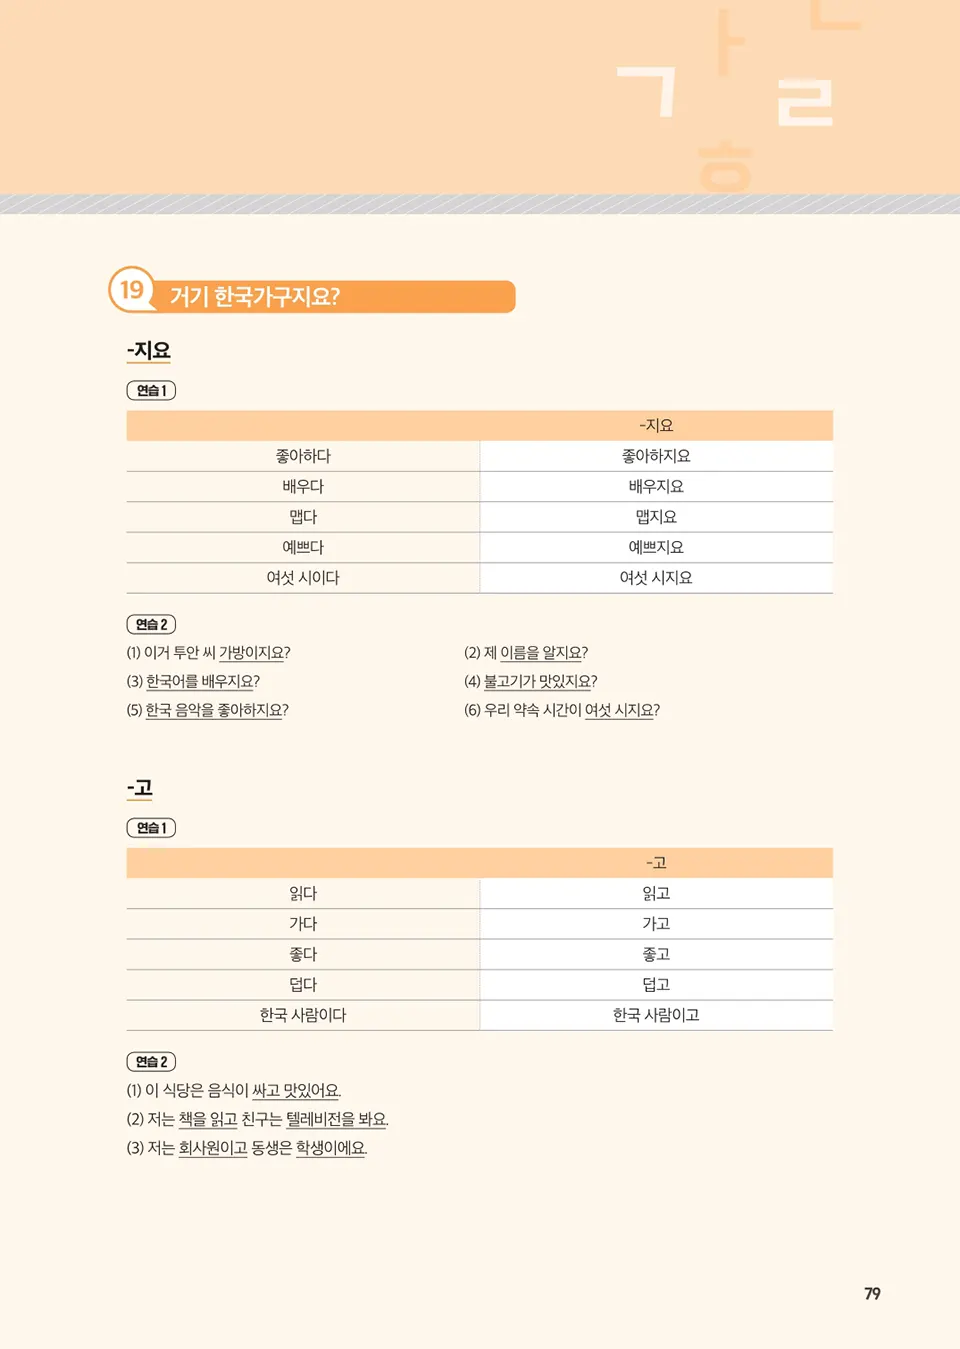 ㄱ ㅏ ㄴ ㄹ ㅎ
19 거기 한국가구지요?
-지요
연습 1
-지요
좋아하다 좋아하지요
배우다 배우지요
맵다 맵지요
예쁘다 예쁘지요
여섯 시이다 여섯 시지요
연습 2
(1) 이거 투안 씨 가방이지요? (2) 제 이름을 알지요?
(3) 한국어를 배우지요? (4) 불고기가 맛있지요?
(5) 한국 음악을 좋아하지요? (6) 우리 약속 시간이 여섯 시지요?
-고
연습 1
-고
읽다 읽고
가다 가고
좋다 좋고
덥다 덥고
한국 사람이다 한국 사람이고
연습 2
(1) 이 식당은 음식이 싸고 맛있어요.
(2) 저는 책을 읽고 친구는 텔레비전을 봐요.
(3) 저는 회사원이고 동생은 학생이에요.
79